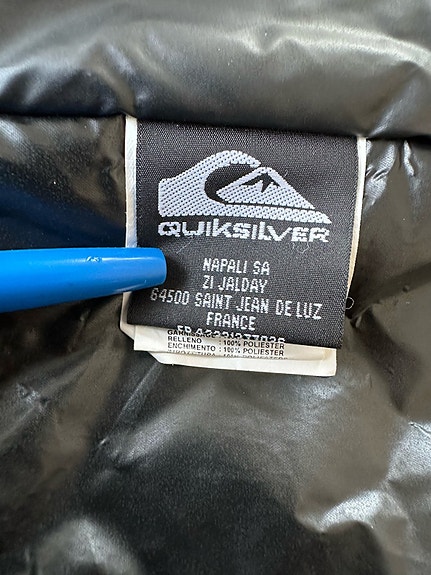 QUIKSILVER
NAPALI SA
ZI JALDAY
64500 SAINT JEAN DE LUZ
FRANCE
RELLENO : 100% POLIESTER
ENCHIMENTO : 100% POLIESTER